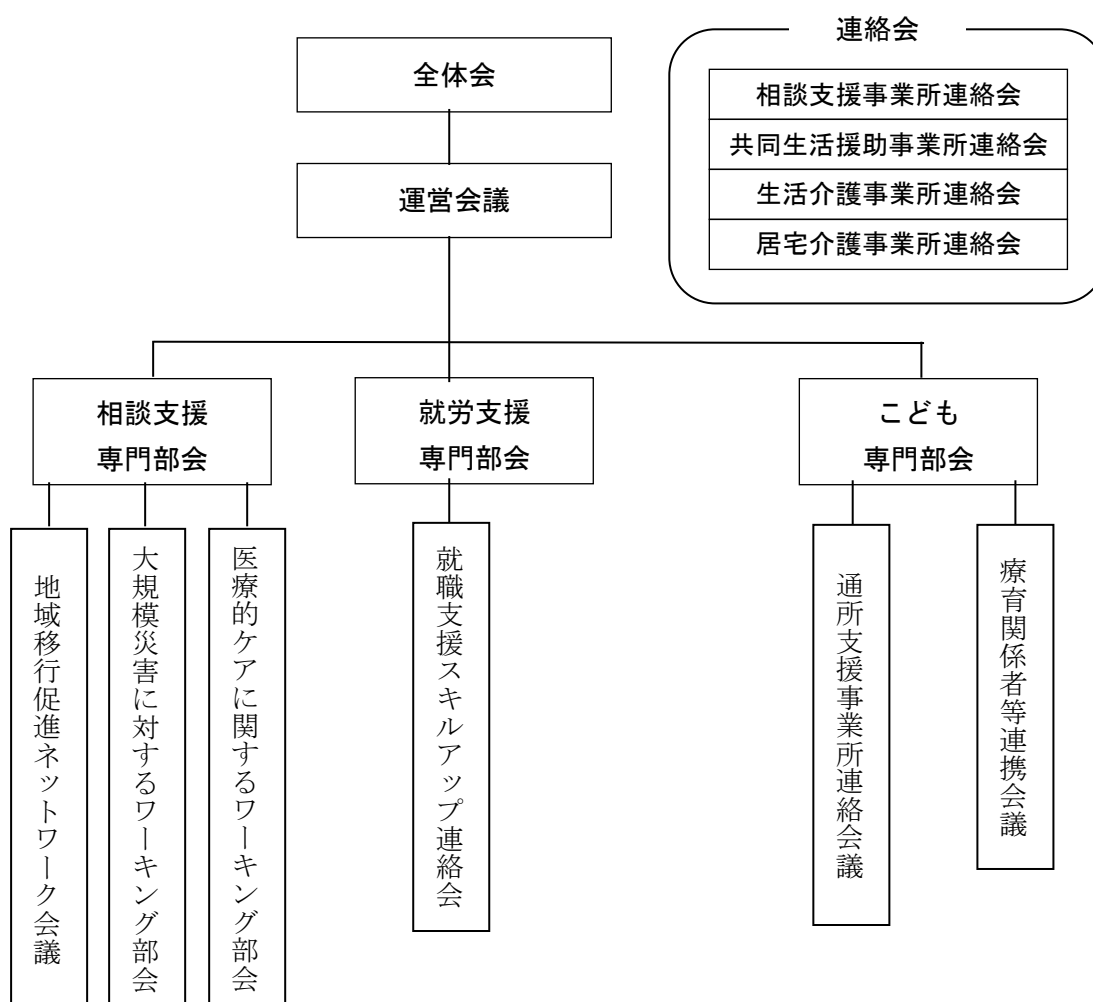 全体会
運営会議
連絡会
相談支援事業所連絡会
共同生活援助事業所連絡会
生活介護事業所連絡会
居宅介護事業所連絡会
相談支援
専門部会
就労支援
専門部会
こども
専門部会
地域移行促進ネットワーク会議
大規模災害に対するワーキング部会
医療的ケアに関するワーキング部会
就職支援スキルアップ連絡会
通所支援事業所連絡会議
療育関係者等連携会議